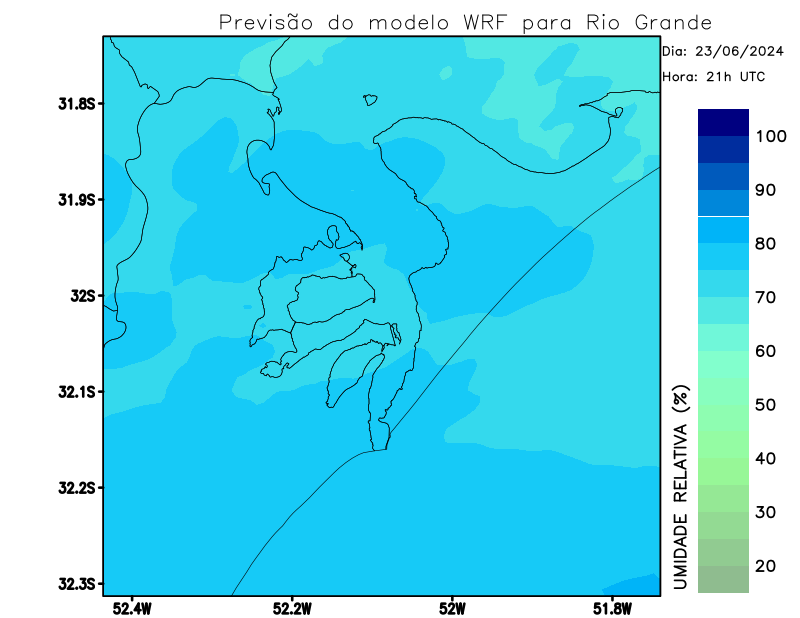 Previsão do modelo WRF para Rio Grande
Dia: 23/06/2024
Hora: 21h UTC
31.8S
31.9S
32S
32.1S
32.2S
32.3S
52.4W
52.2W
52W
51.8W
100
90
80
70
60
50
40
30
20
UMIDADE RELATIVA (%)